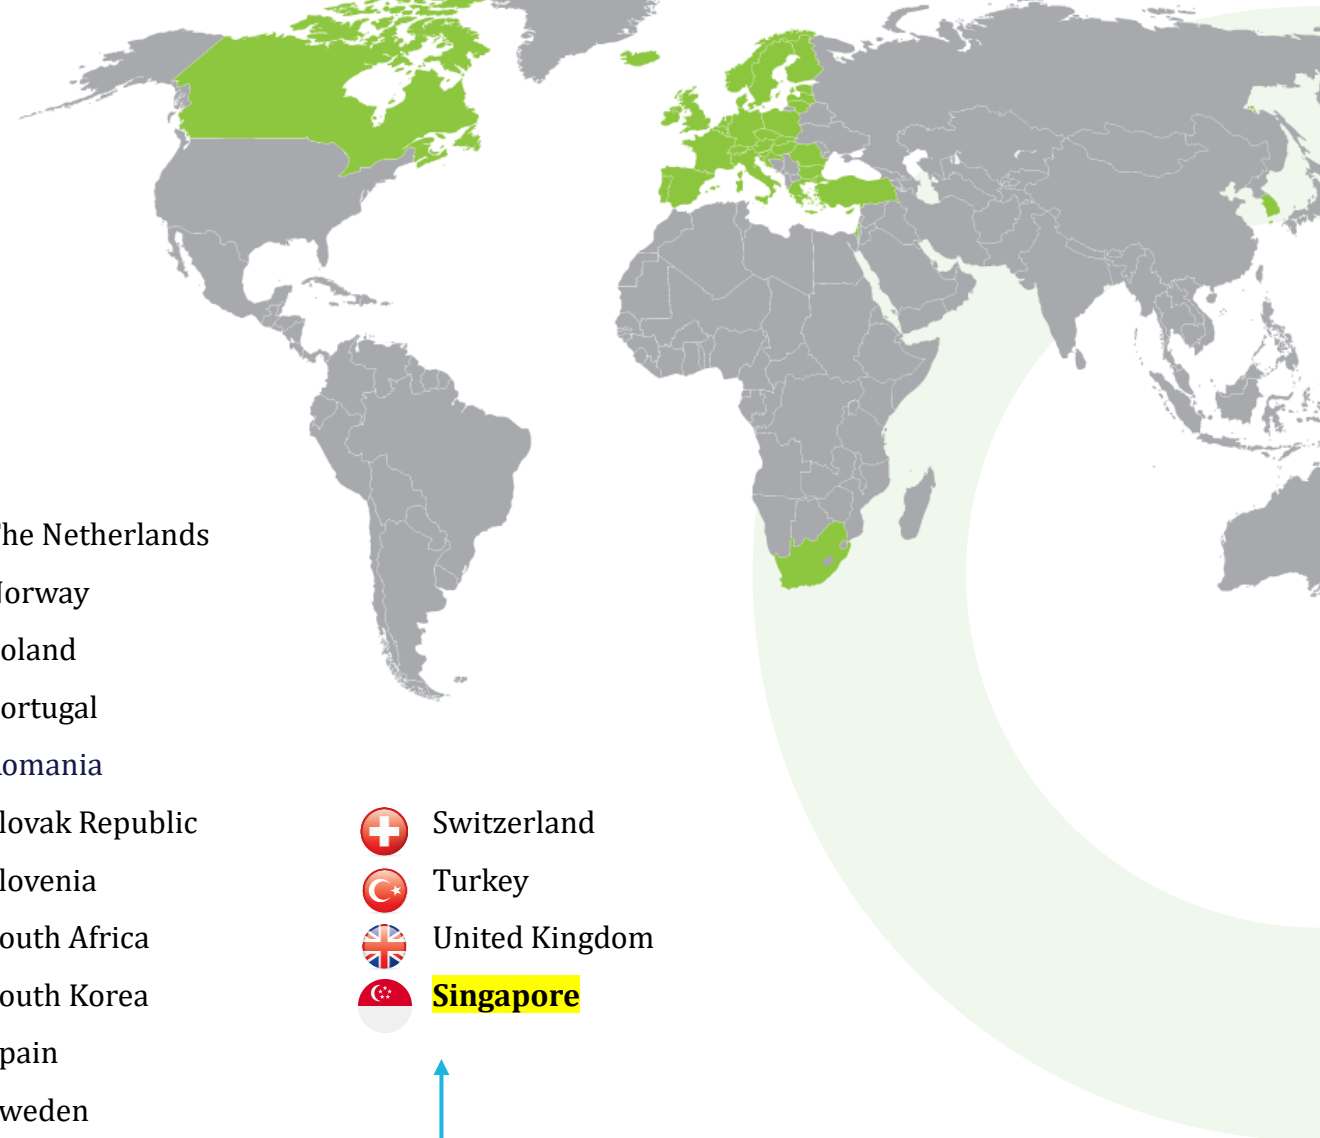 he Netherlands
orway
oland
ortugal
omania
lovak Republic
lovenia
outh Africa
outh Korea
pain
weden
Switzerland
Turkey
United Kingdom
Singapore